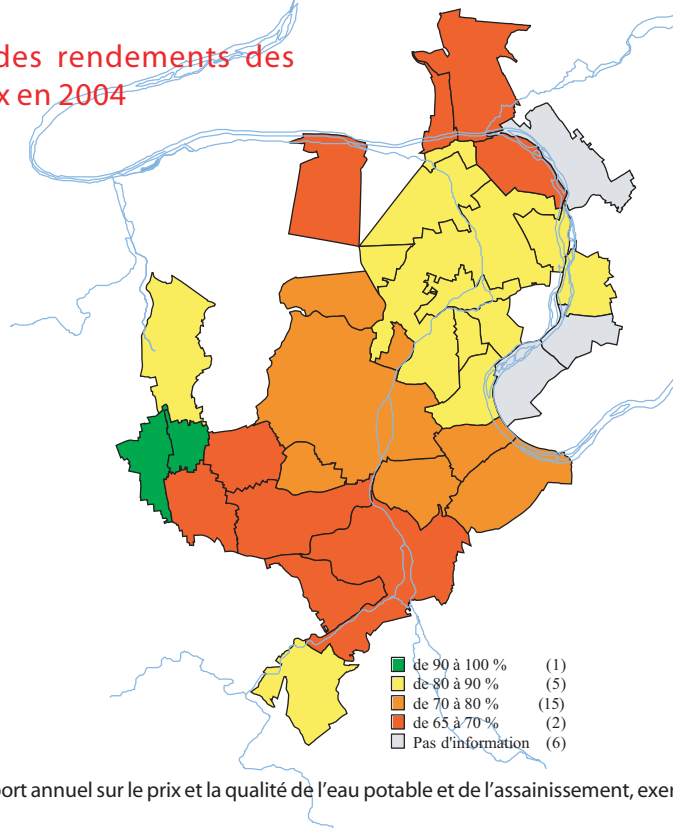 des rendements des
x en 2004
de 90 à 100 % (1)
de 80 à 90 % (5)
de 70 à 80 % (15)
de 65 à 70 % (2)
Pas d'information (6)
port annuel sur le prix et la qualité de l'eau potable et de l'assainissement, exer